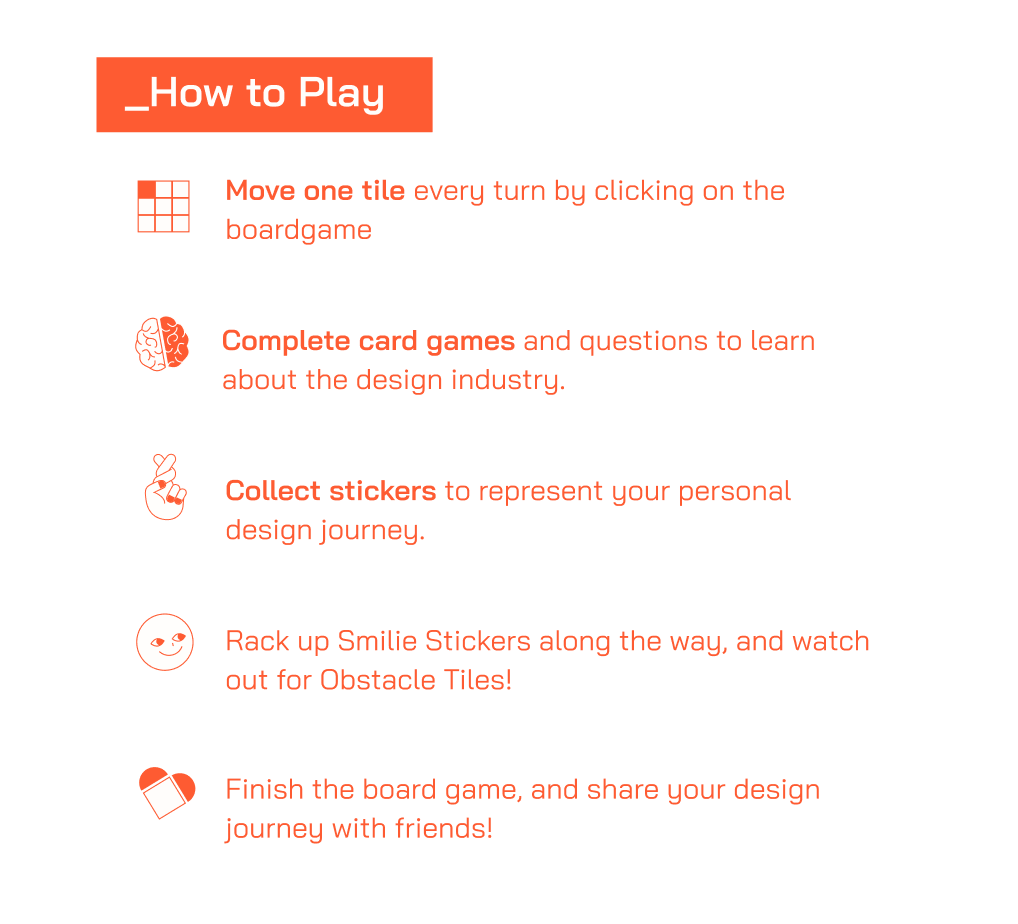 _How to Play
Move one tile every turn by clicking on the
boardgame
Complete card games and questions to learn
about the design industry.
Collect stickers to represent your personal
design journey.
Rack up Smilie Stickers along the way, and watch
out for Obstacle Tiles!
Finish the board game, and share your design
journey with friends!